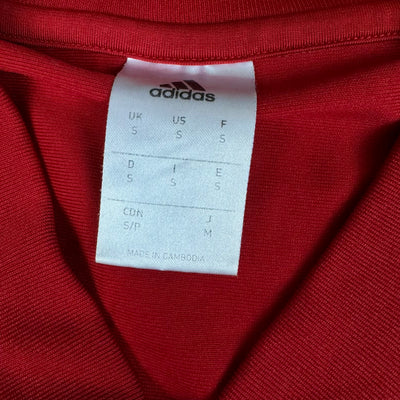 adidas
UK US F
S S S
D I E
S S S
CDN J
S/P M
MADE IN CAMBODIA